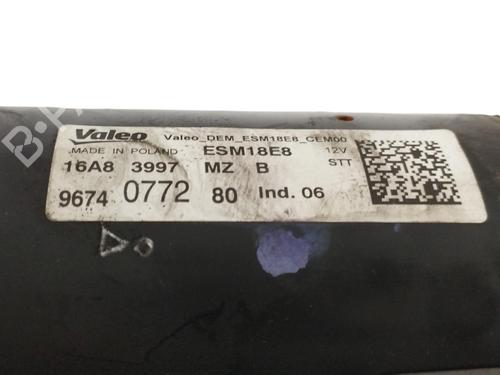 Valeo Valeo_DEM_ESM18E8_CEM00
MADE IN POLAND ESM18E8 12V
16A8 3997 MZ B STT
9674 0772 80 Ind. 06